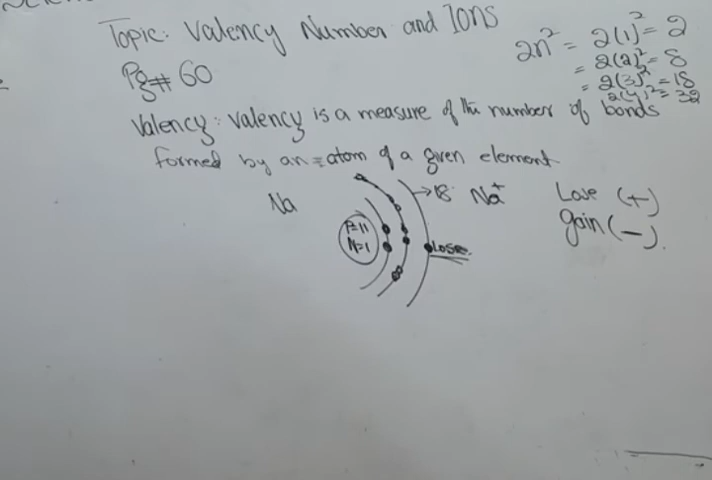 Topic: Valency Number and Ions
Pg# 60
2n² = 2(1)² = 2
= 2(2)² = 8
= 2(3)² = 18
2(4)² = 32
Valency: Valency is a measure of the number of bonds
formed by an atom of a given element
Na
P=11
18
Na⁺
Lose
Lose (+)
gain (−)